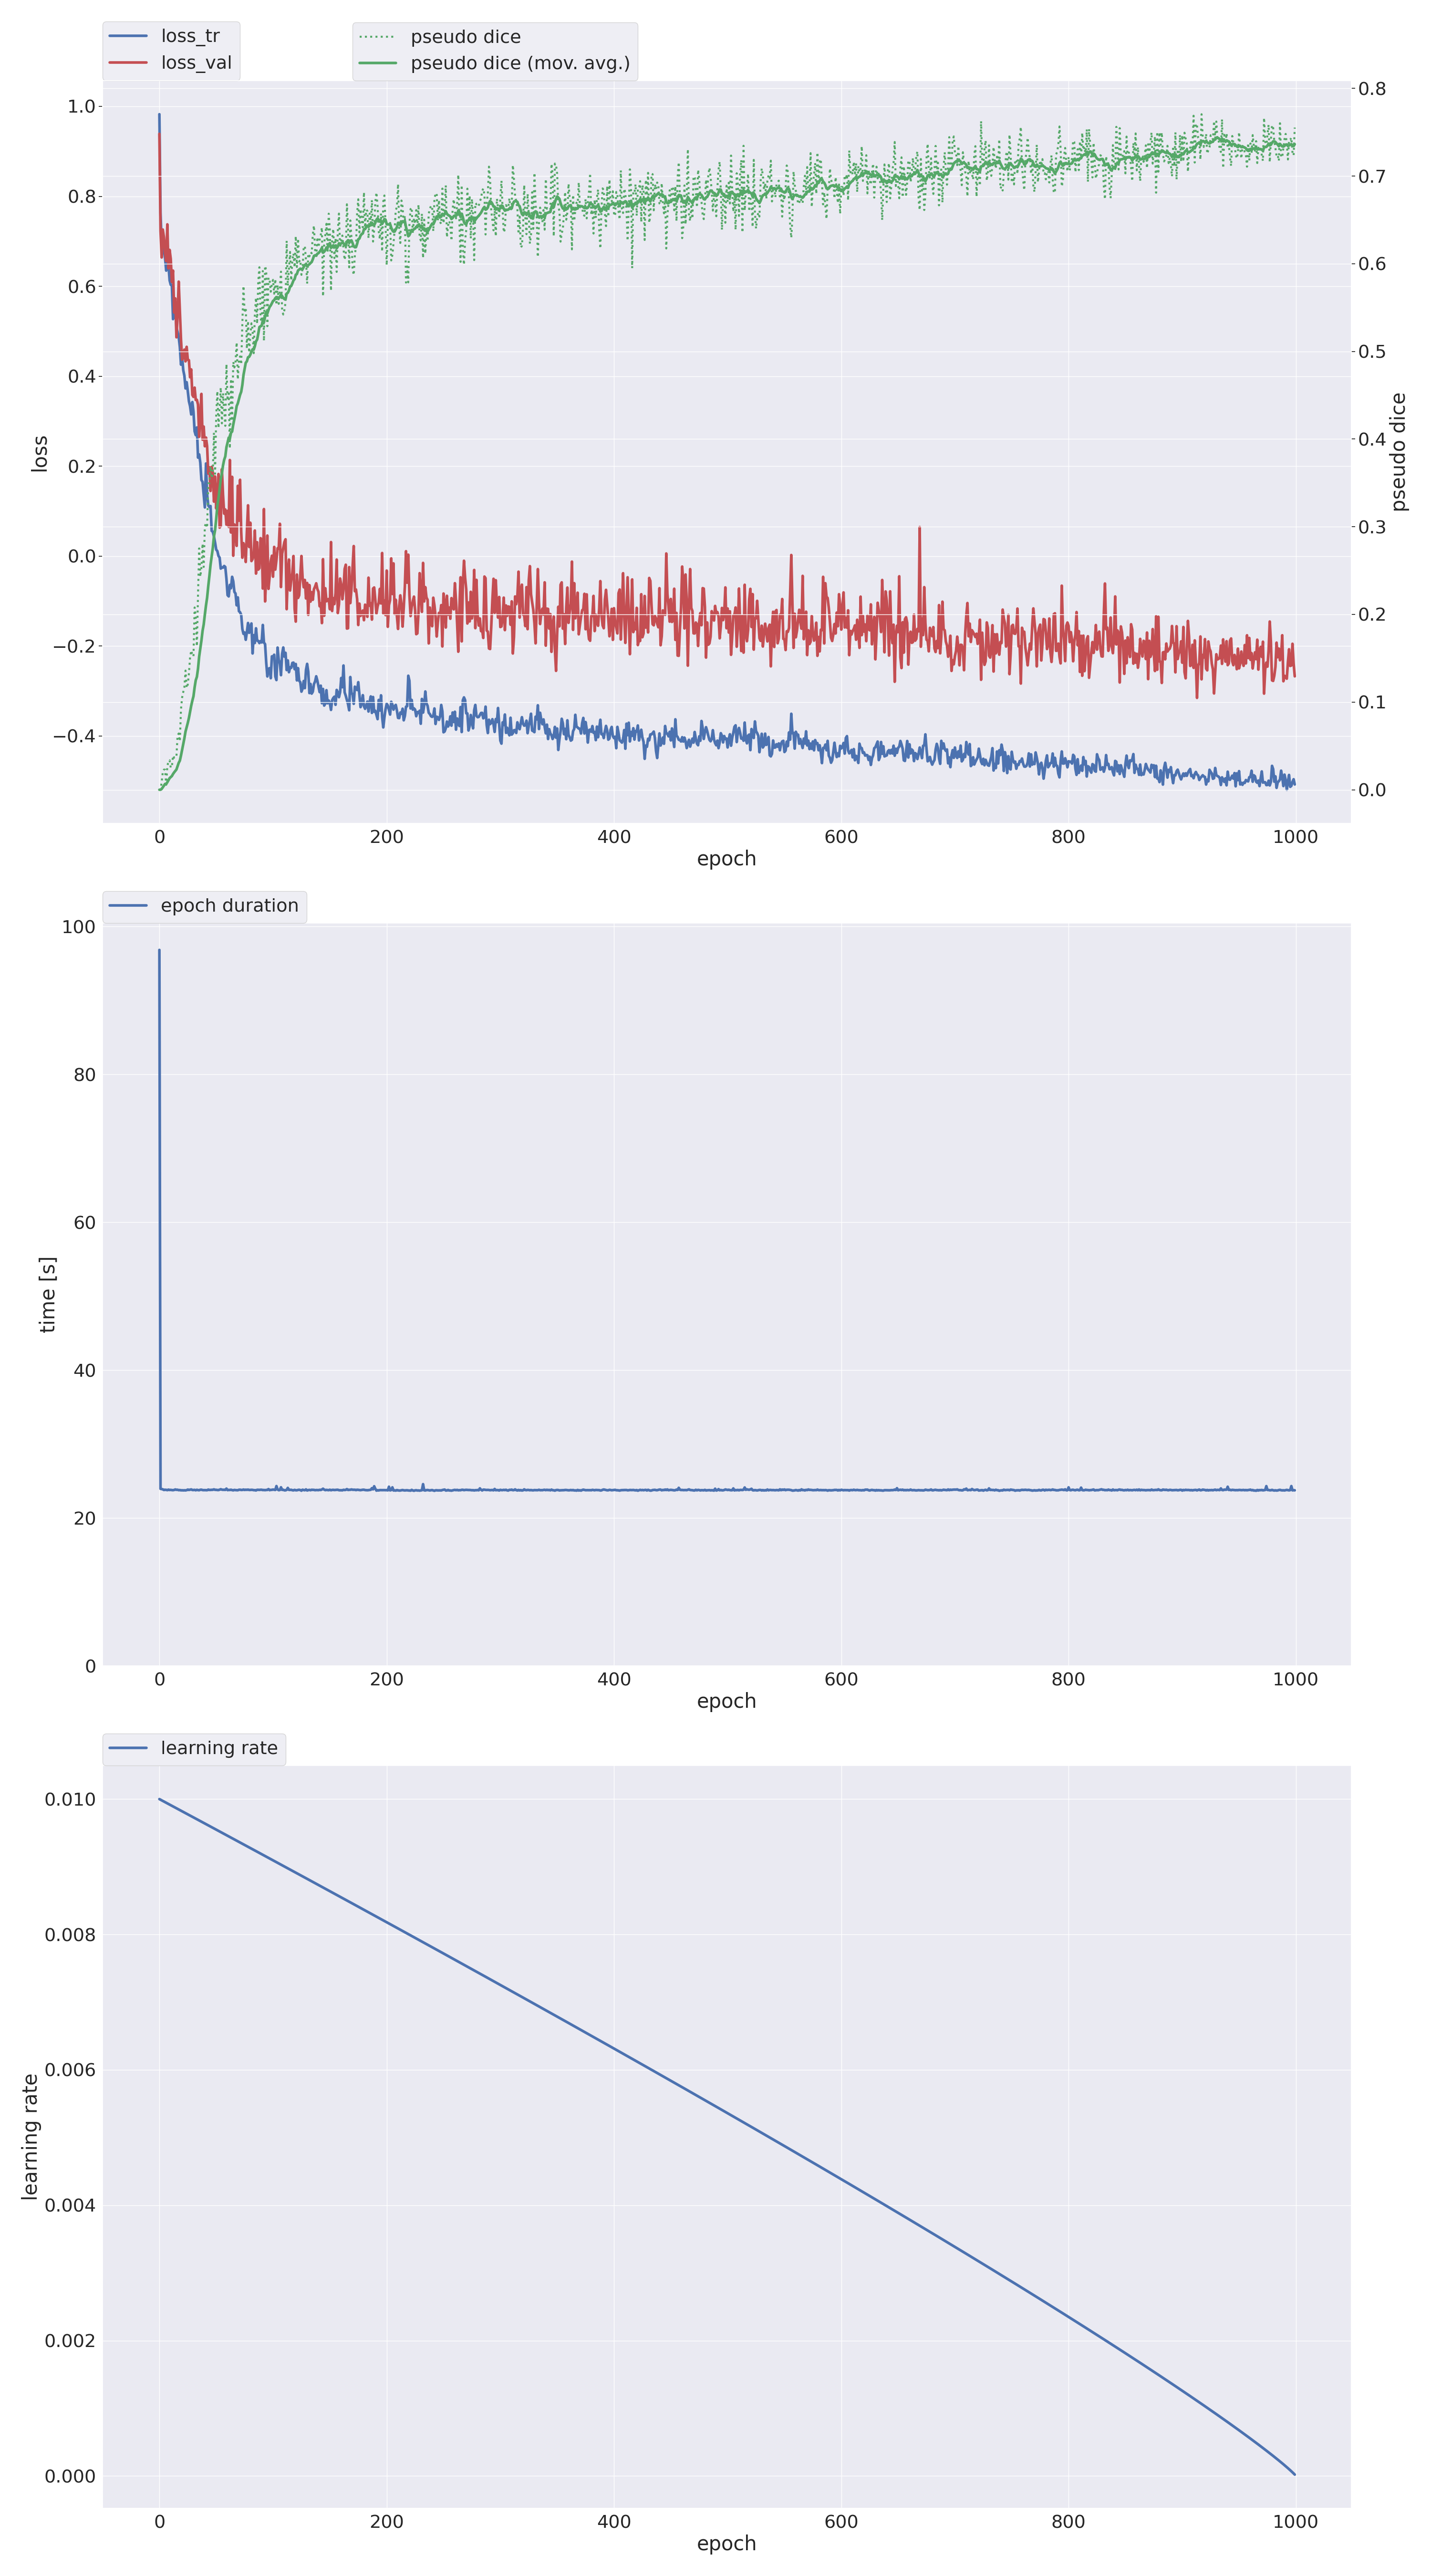 loss_tr
loss_val
pseudo dice
pseudo dice (mov. avg.)
1.0
0.8
0.6
0.4
0.2
0.0
−0.2
−0.4
loss
0.8
0.7
0.6
0.5
0.4
0.3
0.2
0.1
0.0
pseudo dice
0 200 400 600 800 1000
epoch
epoch duration
100
80
60
40
20
0
time [s]
0 200 400 600 800 1000
epoch
learning rate
0.010
0.008
0.006
0.004
0.002
0.000
learning rate
0 200 400 600 800 1000
epoch